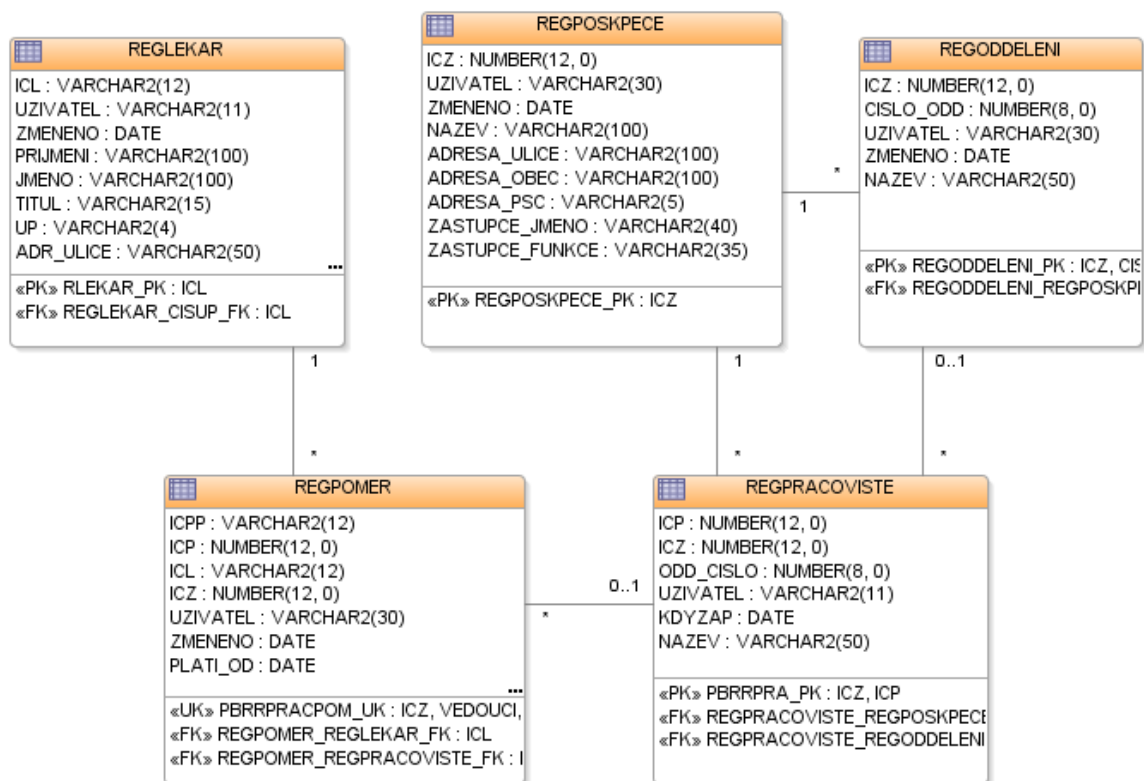 REGLEKAR
ICL : VARCHAR2(12)
UZIVATEL : VARCHAR2(11)
ZMENENO : DATE
PRIJMENI : VARCHAR2(100)
JMENO : VARCHAR2(100)
TITUL : VARCHAR2(15)
UP : VARCHAR2(4)
ADR_ULICE : VARCHAR2(50)
...
«PK» RLEKAR_PK : ICL
«FK» REGLEKAR_CISUP_FK : ICL
REGPOSKPECE
ICZ : NUMBER(12, 0)
UZIVATEL : VARCHAR2(30)
ZMENENO : DATE
NAZEV : VARCHAR2(100)
ADRESA_ULICE : VARCHAR2(100)
ADRESA_OBEC : VARCHAR2(100)
ADRESA_PSC : VARCHAR2(5)
ZASTUPCE_JMENO : VARCHAR2(40)
ZASTUPCE_FUNKCE : VARCHAR2(35)
«PK» REGPOSKPECE_PK : ICZ
*
1
REGODDELENI
ICZ : NUMBER(12, 0)
CISLO_ODD : NUMBER(8, 0)
UZIVATEL : VARCHAR2(30)
ZMENENO : DATE
NAZEV : VARCHAR2(50)
«PK» REGODDELENI_PK : ICZ, CIS
«FK» REGODDELENI_REGPOSKPI
1
1
0..1
*
*
*
REGPOMER
ICPP : VARCHAR2(12)
ICP : NUMBER(12, 0)
ICL : VARCHAR2(12)
ICZ : NUMBER(12, 0)
UZIVATEL : VARCHAR2(30)
ZMENENO : DATE
PLATI_OD : DATE
...
«UK» PBRRPRACPOM_UK : ICZ, VEDOUCI,
«FK» REGPOMER_REGLEKAR_FK : ICL
«FK» REGPOMER_REGPRACOVISTE_FK : I
0..1
*
REGPRACOVISTE
ICP : NUMBER(12, 0)
ICZ : NUMBER(12, 0)
ODD_CISLO : NUMBER(8, 0)
UZIVATEL : VARCHAR2(11)
KDYZAP : DATE
NAZEV : VARCHAR2(50)
«PK» PBRRPRA_PK : ICZ, ICP
«FK» REGPRACOVISTE_REGPOSKPECE
«FK» REGPRACOVISTE_REGODDELENI